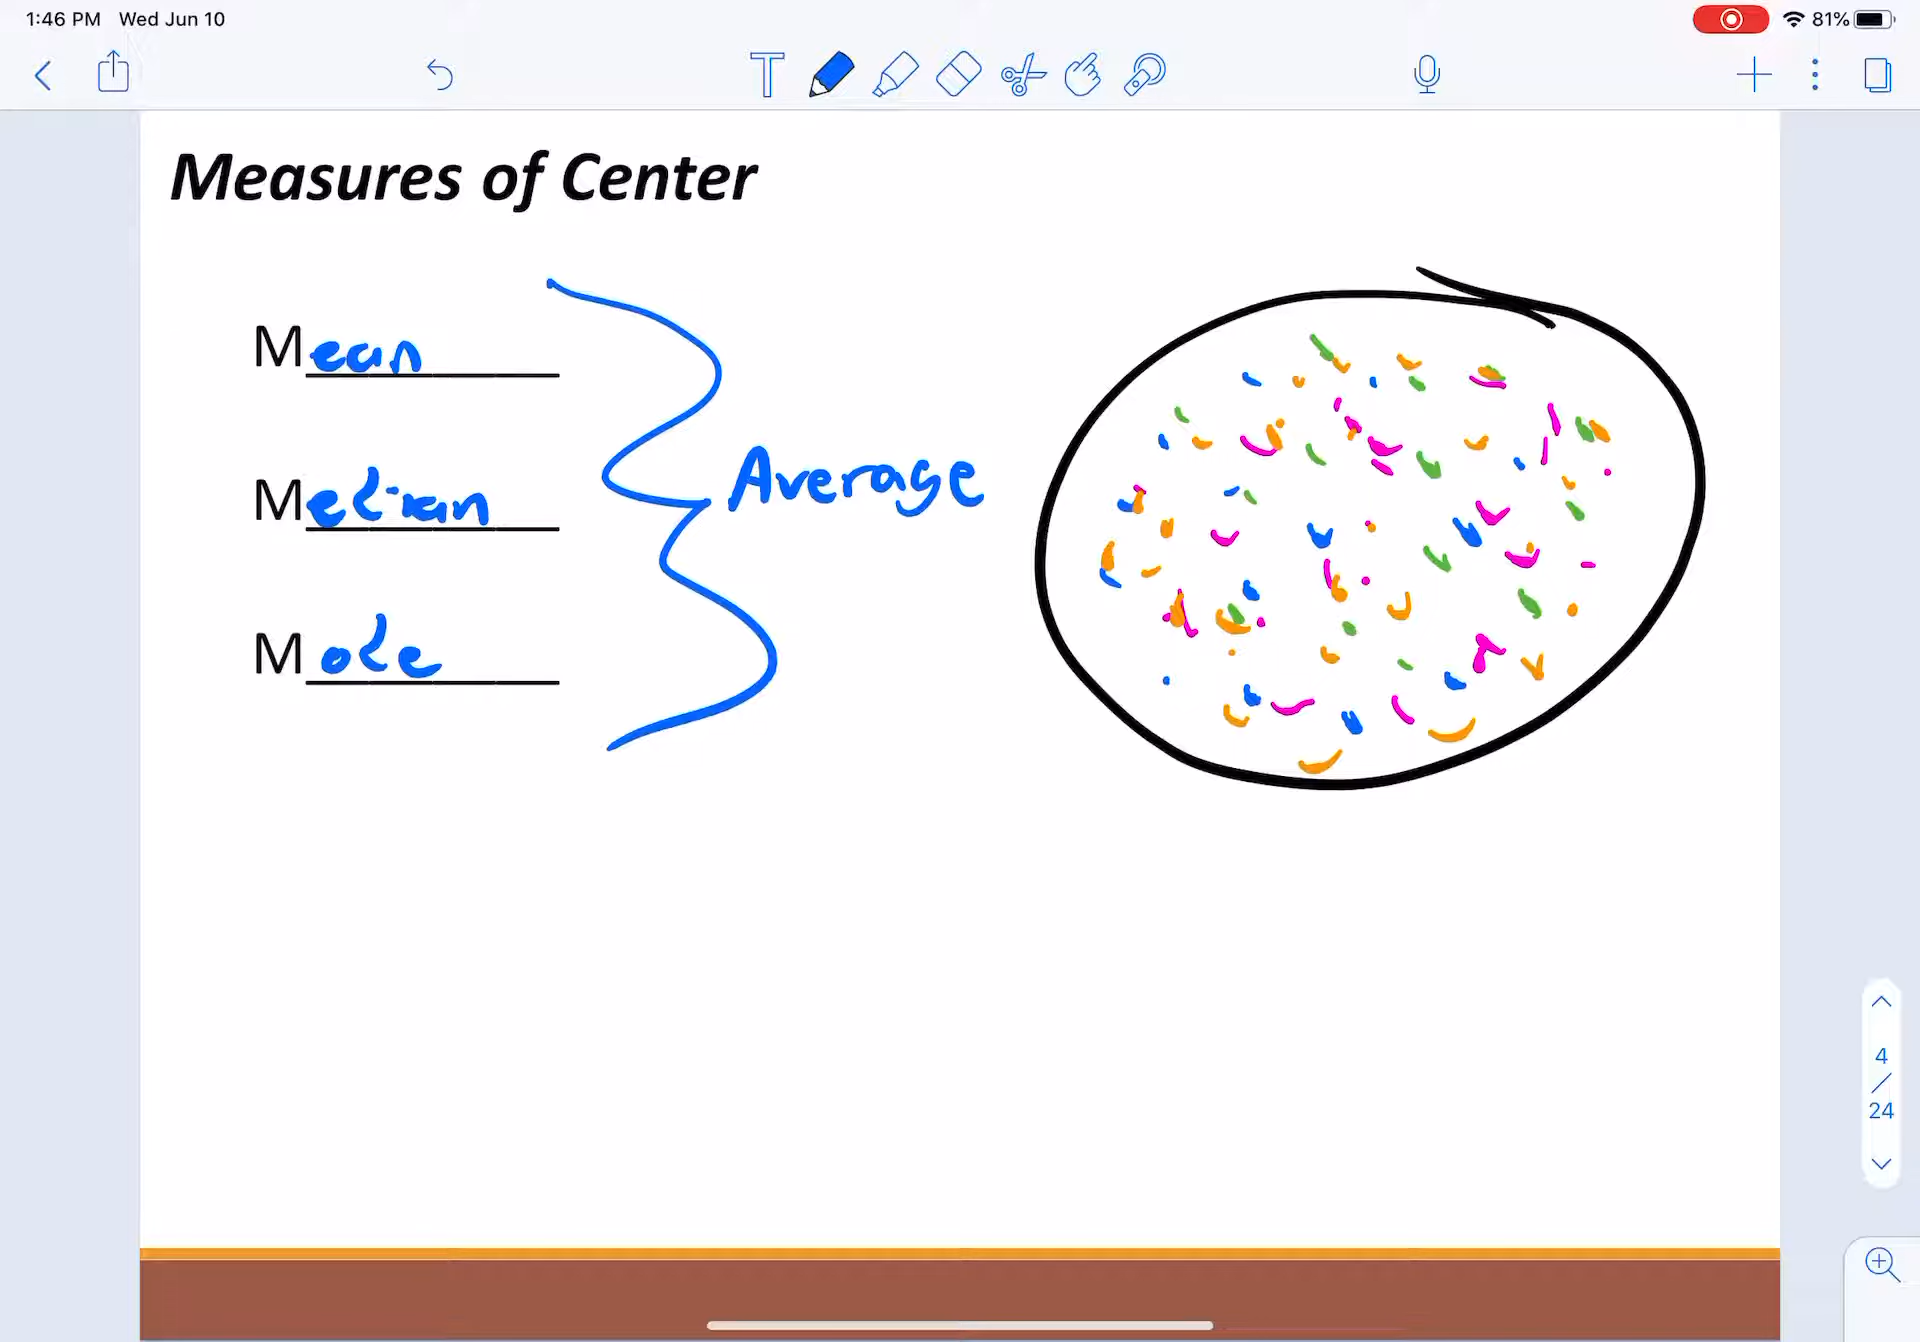 1:46 PM Wed Jun 10
81%
Measures of Center
Mean
Median
Average
Mode
4
/
24